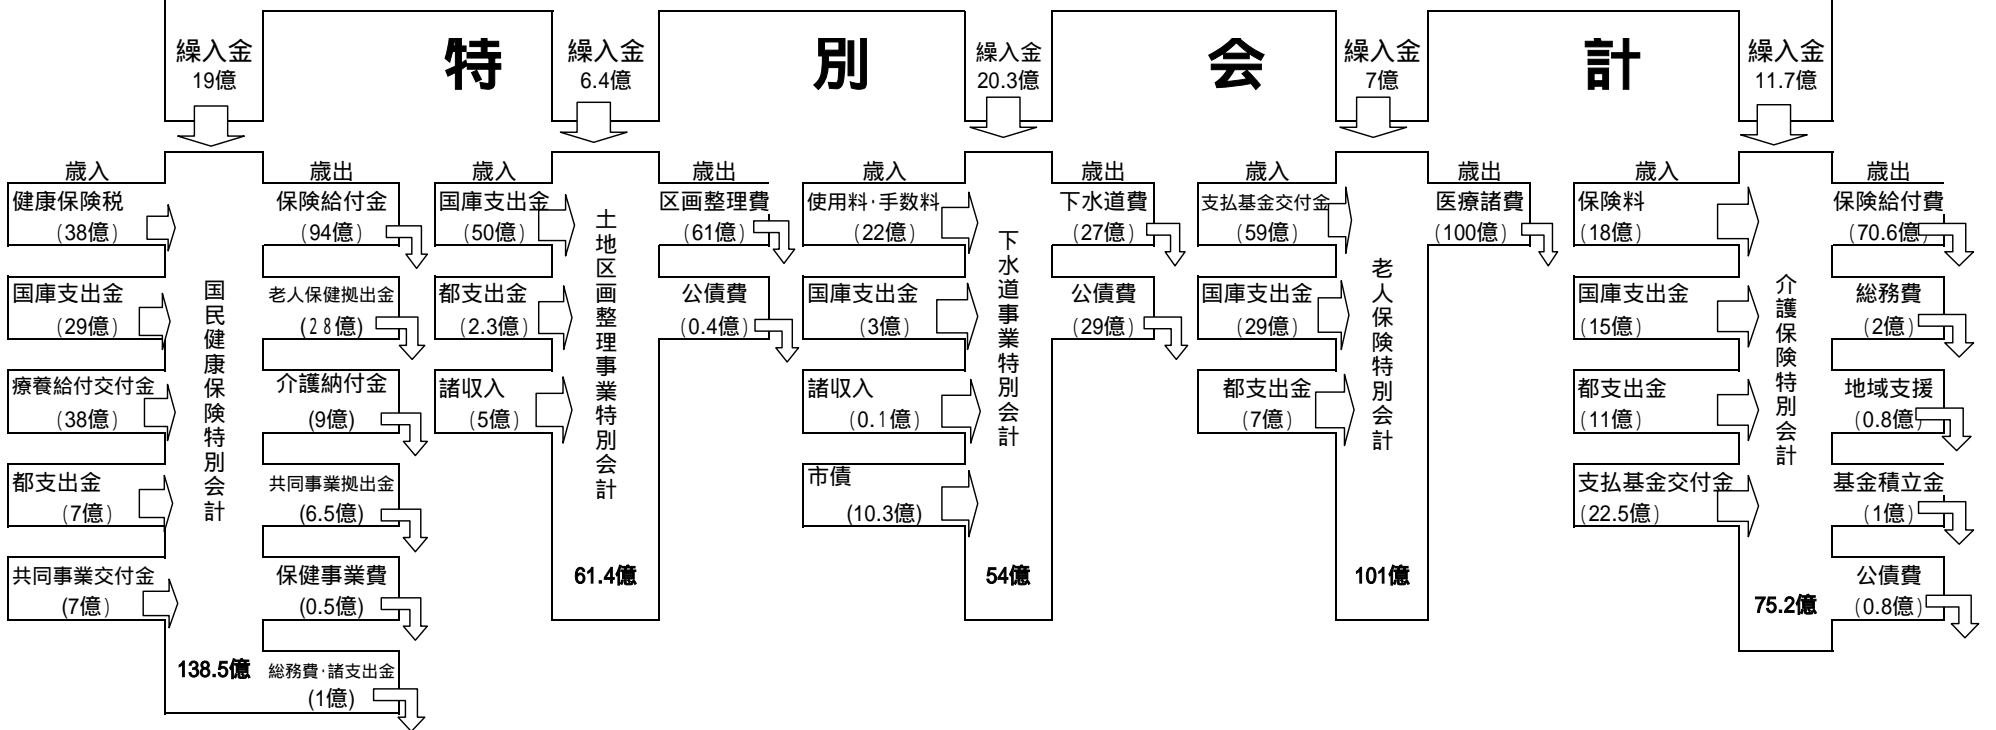 特別会計
繰入金
19億
繰入金
6.4億
繰入金
20.3億
繰入金
7億
繰入金
11.7億
歳入
健康保険税
(38億)
国庫支出金
(29億)
療養給付交付金
(38億)
都支出金
(7億)
共同事業交付金
(7億)
国民健康保険特別会計
138.5億
歳出
保険給付金
(94億)
老人保健拠出金
(28億)
介護納付金
(9億)
共同事業拠出金
(6.5億)
保健事業費
(0.5億)
総務費·諸支出金
(1億)
歳入
国庫支出金
(50億)
都支出金
(2.3億)
諸収入
(5億)
土地区画整理事業特別会計
61.4億
歳出
区画整理費
(61億)
公債費
(0.4億)
歳入
使用料·手数料
(22億)
国庫支出金
(3億)
諸収入
(0.1億)
市債
(10.3億)
下水道事業特別会計
54億
歳出
下水道費
(27億)
公債費
(29億)
歳入
支払基金交付金
(59億)
国庫支出金
(29億)
都支出金
(7億)
老人保険特別会計
101億
歳出
医療諸費
(100億)
歳入
保険料
(18億)
国庫支出金
(15億)
都支出金
(11億)
支払基金交付金
(22.5億)
介護保険特別会計
75.2億
歳出
保険給付費
(70.6億)
総務費
(2億)
地域支援
(0.8億)
基金積立金
(1億)
公債費
(0.8億)